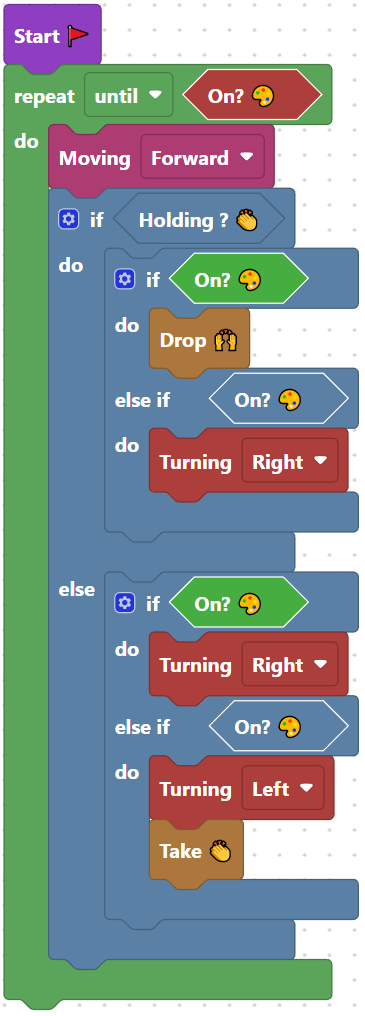 Start
repeat until On?
do
Moving Forward
if Holding ?
do
if On?
do
Drop
else if On?
do
Turning Right
else
if On?
do
Turning Right
else if On?
do
Turning Left
Take